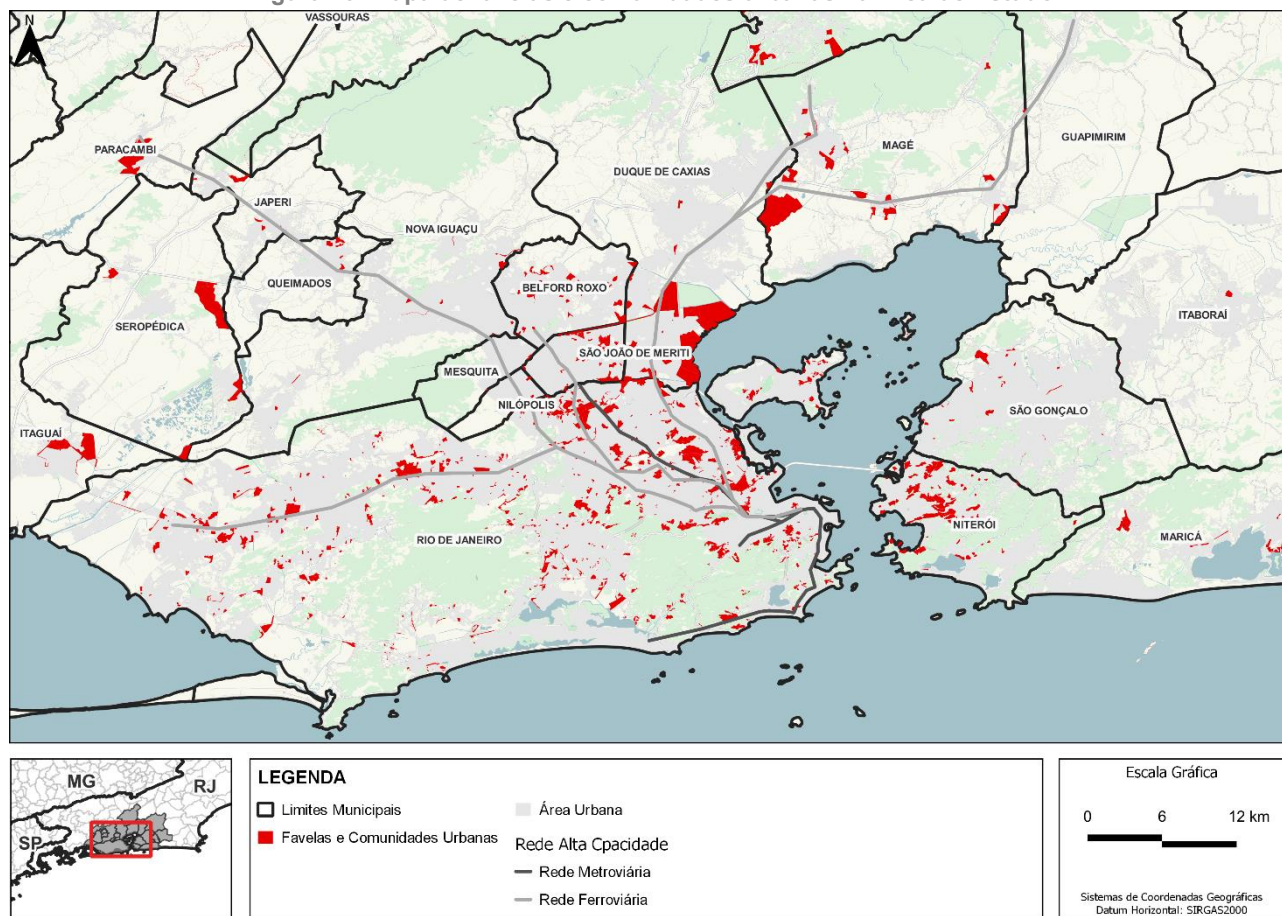 N
VASSOURAS
PARACAMBI
MAGÉ
GUAPIMIRIM
DUQUE DE CAXIAS
JAPERI
NOVA IGUAÇU
QUEIMADOS
BELFORD ROXO
ITABORAÍ
SEROPÉDICA
SÃO JOÃO DE MERITI
MESQUITA
NILÓPOLIS
SÃO GONÇALO
ITAGUAÍ
NITERÓI
RIO DE JANEIRO
MARICÁ
MG
RJ
SP
LEGENDA
Limites Municipais
Favelas e Comunidades Urbanas
Área Urbana
Rede Alta Cpacidade
Rede Metroviária
Rede Ferroviária
Escala Gráfica
0 6 12 km
Sistemas de Coordenadas Geográficas
Datum Horizontal: SIRGAS2000